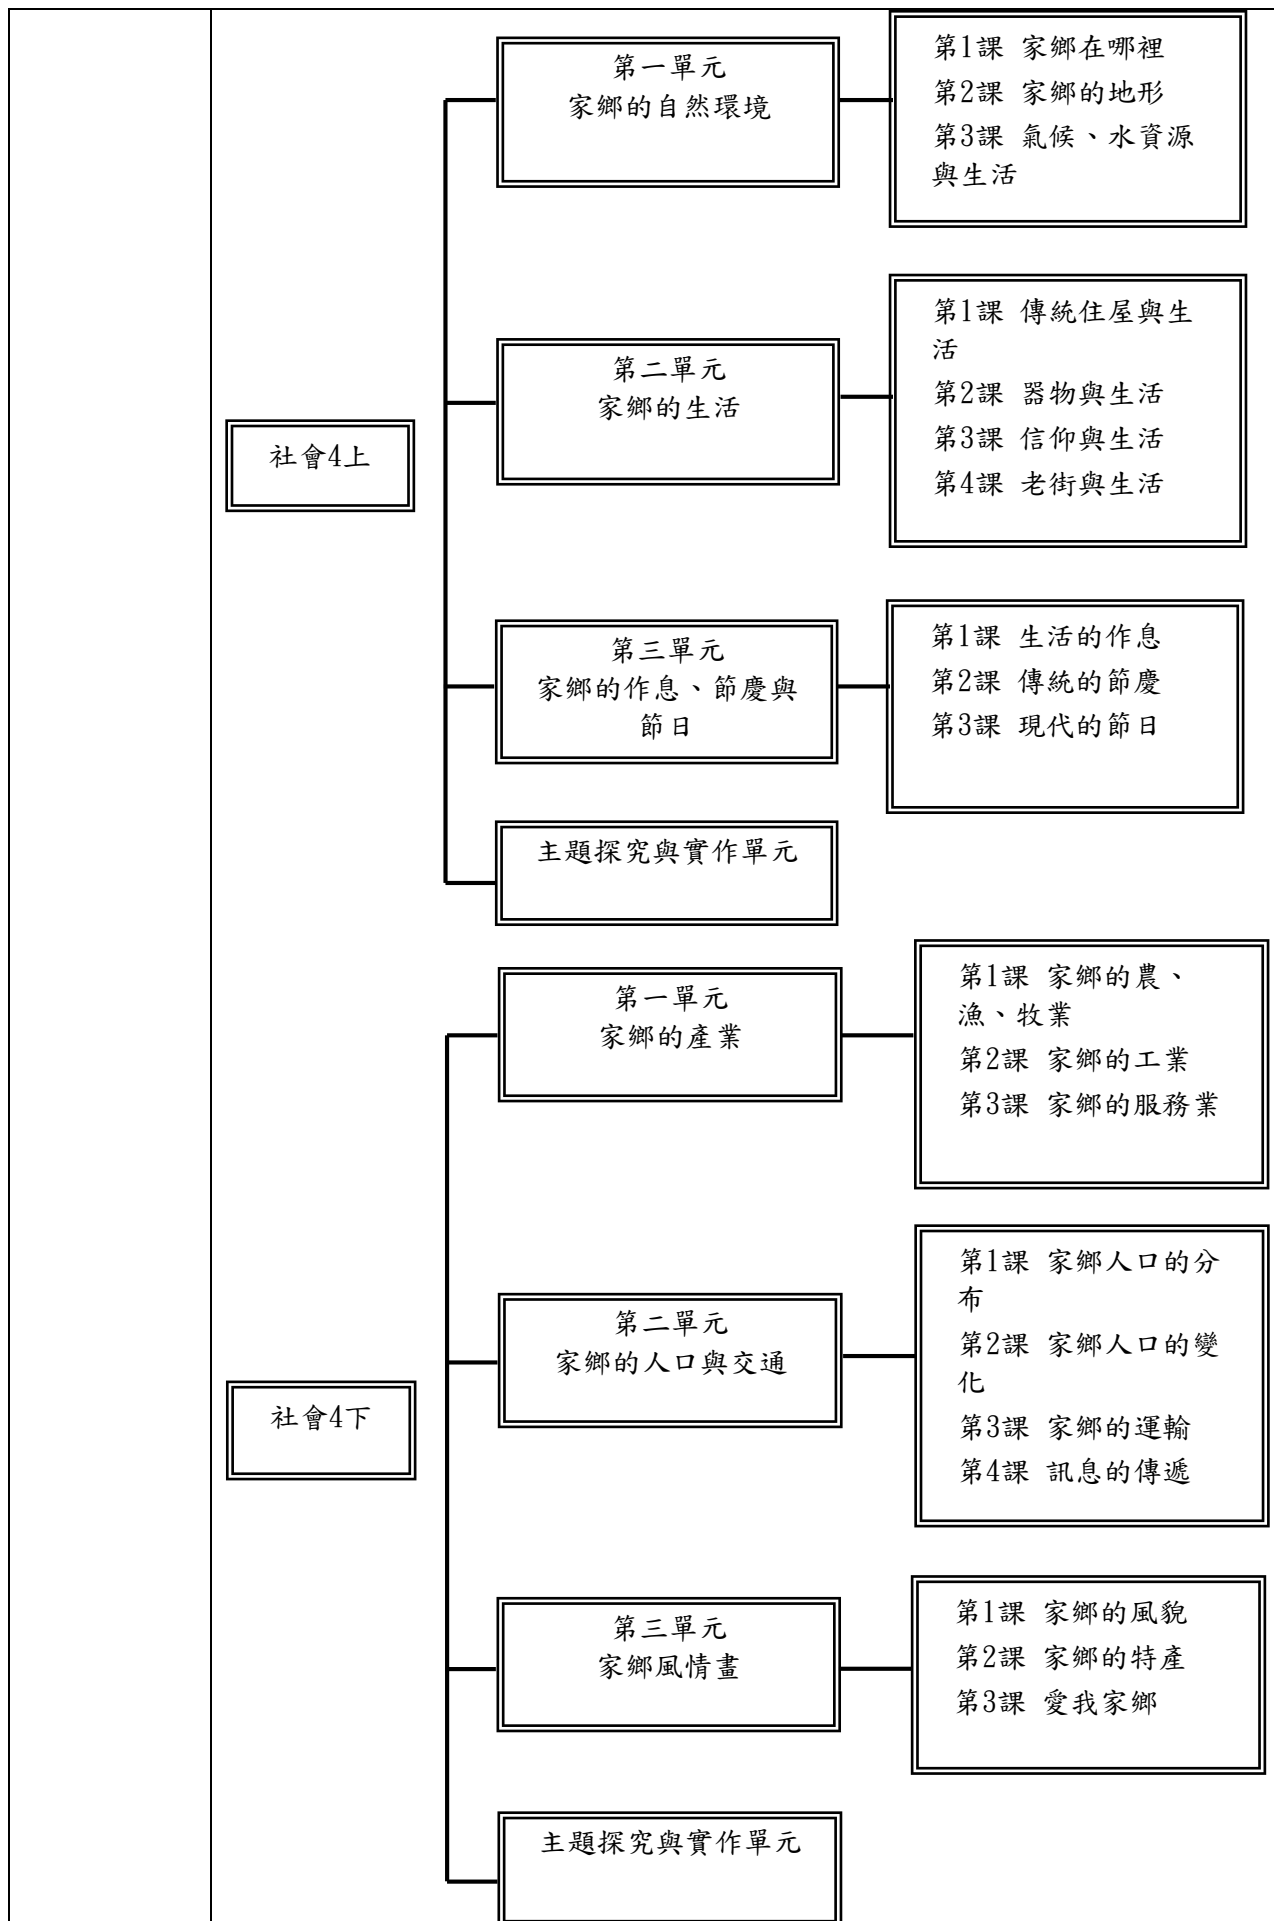 社會4上
第一單元
家鄉的自然環境
第1課 家鄉在哪裡
第2課 家鄉的地形
第3課 氣候、水資源
與生活
第二單元
家鄉的生活
第1課 傳統住屋與生
活
第2課 器物與生活
第3課 信仰與生活
第4課 老街與生活
第三單元
家鄉的作息、節慶與
節日
第1課 生活的作息
第2課 傳統的節慶
第3課 現代的節日
主題探究與實作單元
社會4下
第一單元
家鄉的產業
第1課 家鄉的農、
漁、牧業
第2課 家鄉的工業
第3課 家鄉的服務業
第二單元
家鄉的人口與交通
第1課 家鄉人口的分
布
第2課 家鄉人口的變
化
第3課 家鄉的運輸
第4課 訊息的傳遞
第三單元
家鄉風情畫
第1課 家鄉的風貌
第2課 家鄉的特產
第3課 愛我家鄉
主題探究與實作單元